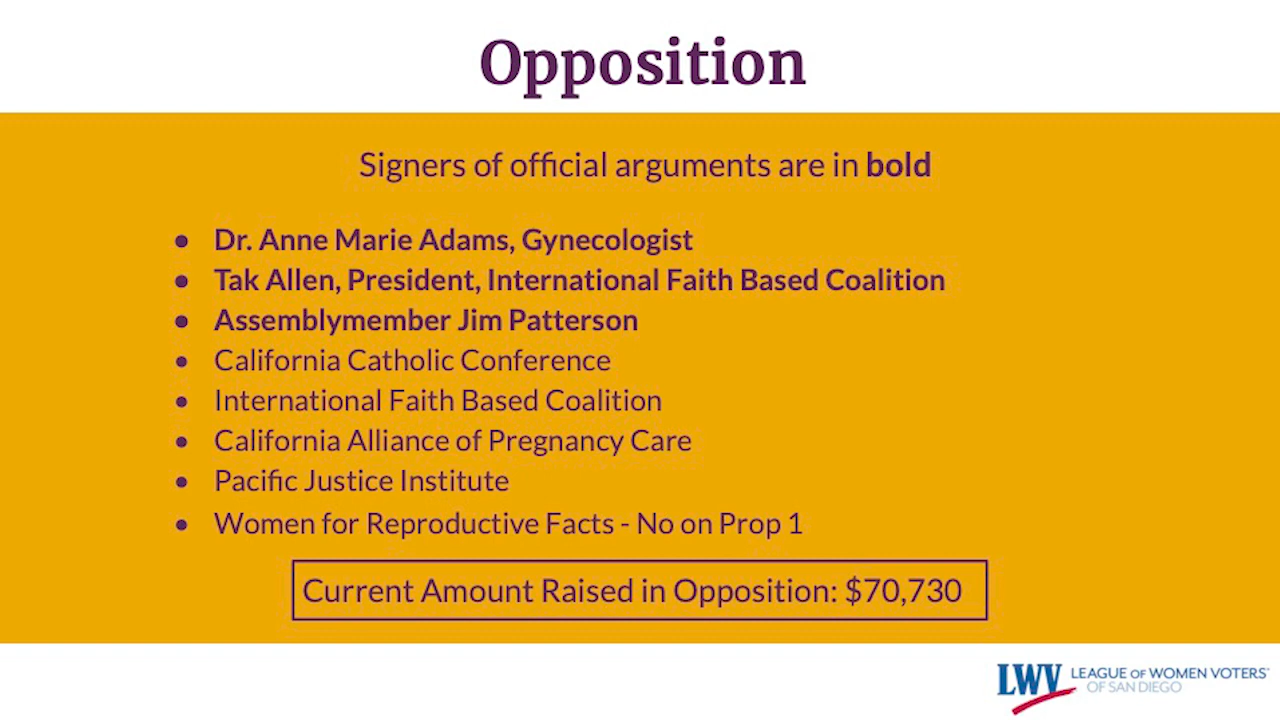 Opposition
Signers of official arguments are in bold
• Dr. Anne Marie Adams, Gynecologist
• Tak Allen, President, International Faith Based Coalition
• Assemblymember Jim Patterson
• California Catholic Conference
• International Faith Based Coalition
• California Alliance of Pregnancy Care
• Pacific Justice Institute
• Women for Reproductive Facts - No on Prop 1
Current Amount Raised in Opposition: $70,730
LWV LEAGUE OF WOMEN VOTERS®
OF SAN DIEGO